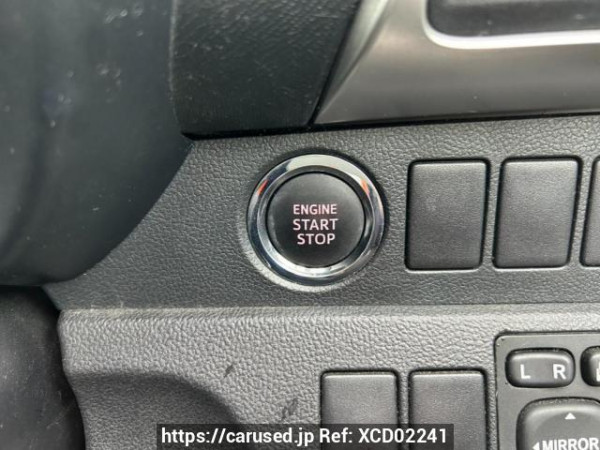 ENGINE
START
STOP
L R
MIRROR
https://carused.jp Ref: XCD02241